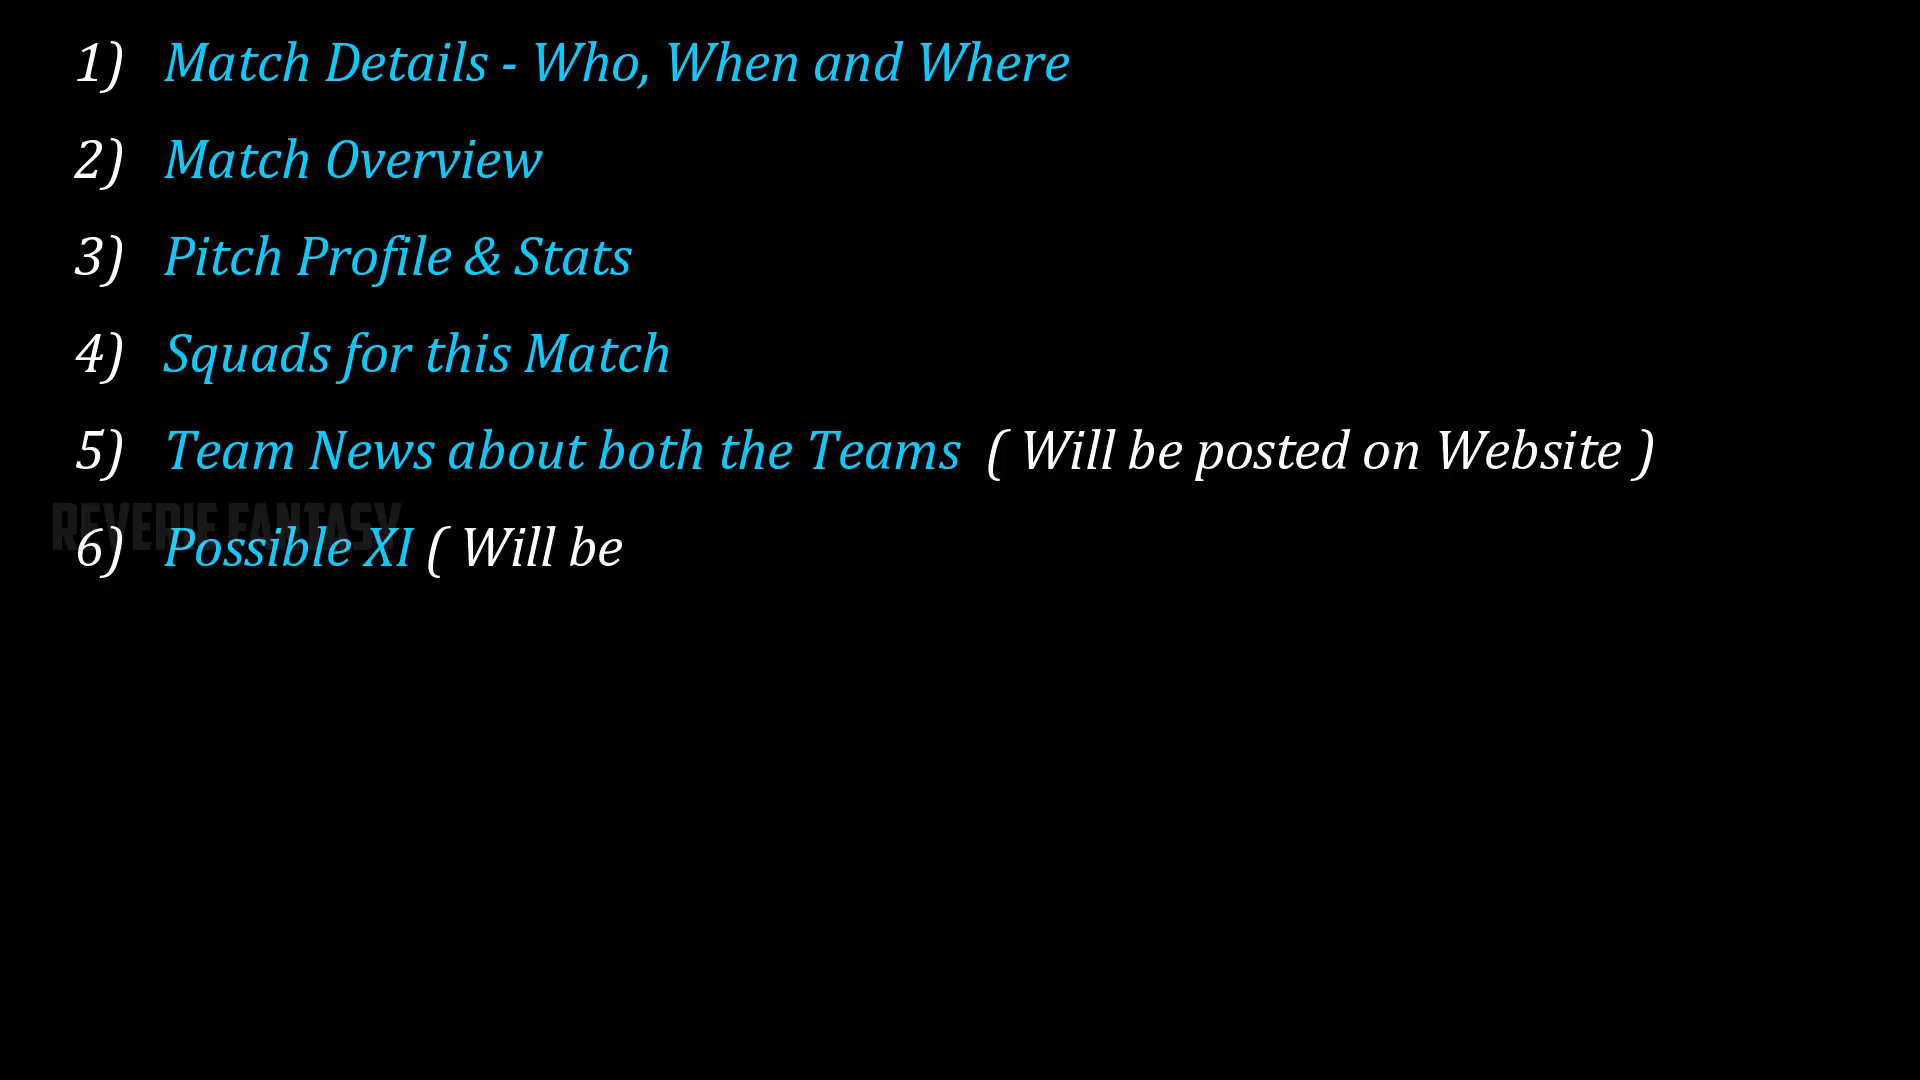 1) Match Details - Who, When and Where
2) Match Overview
3) Pitch Profile & Stats
4) Squads for this Match
5) Team News about both the Teams ( Will be posted on Website )
REVERIE FANTASY
6) Possible XI ( Will be